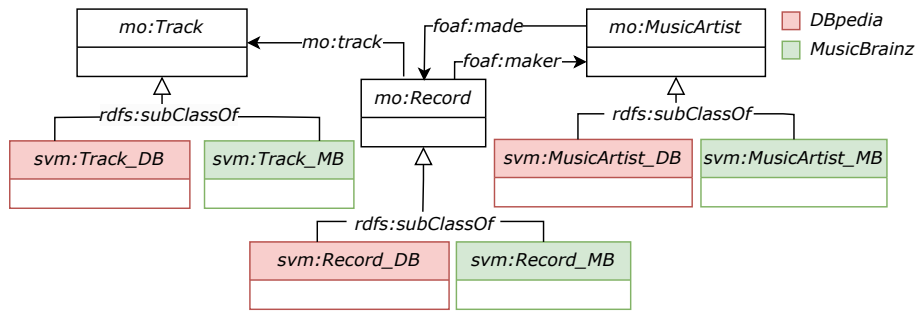 mo:Track
mo:track
foaf:made
foaf:maker
mo:MusicArtist
DBpedia
MusicBrainz
mo:Record
rdfs:subClassOf
rdfs:subClassOf
svm:Track_DB
svm:Track_MB
svm:MusicArtist_DB
svm:MusicArtist_MB
rdfs:subClassOf
svm:Record_DB
svm:Record_MB